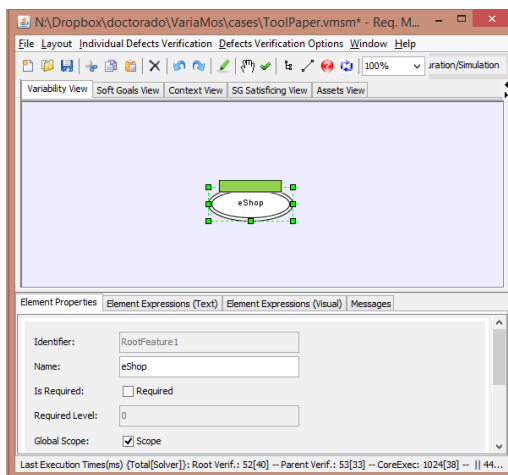 N:\Dropbox\doctorado\VariaMos\cases\ToolPaper.vmsm* - Req. M...
File Layout Individual Defects Verification Defects Verification Options Window Help
100% uration/Simulation
Variability View Soft Goals View Context View SG Satisficing View Assets View
eShop
Element Properties Element Expressions (Text) Element Expressions (Visual) Messages
Identifier: RootFeature1
Name: eShop
Is Required: Required
Required Level: 0
Global Scope: Scope
Last Execution Times(ms) {Total[Solver]}: Root Verif.: 52[40] -- Parent Verif.: 53[33] -- CoreExec: 1024[38] -- || 44...